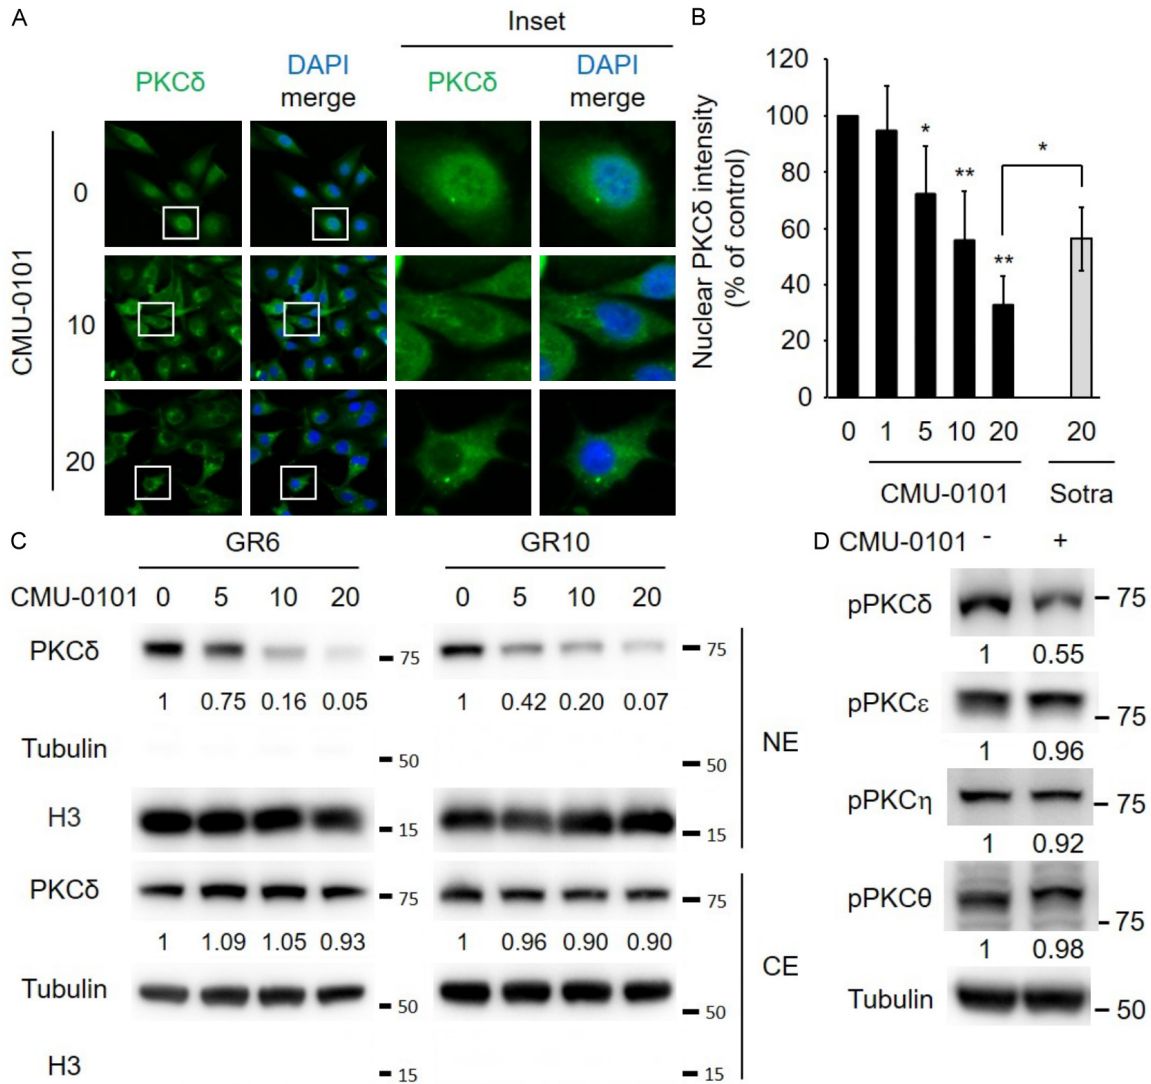 A
Inset
PKCδ DAPI merge PKCδ DAPI merge
CMU-0101
0
10
20
B
Nuclear PKCδ intensity
(% of control)
120
100
80
60
40
20
0
* ** ** *
0 1 5 10 20 20
CMU-0101 Sotra
C
GR6 GR10
CMU-0101 0 5 10 20 0 5 10 20
PKCδ 75 75
1 0.75 0.16 0.05 1 0.42 0.20 0.07
Tubulin 50 50
NE
H3 15 15
PKCδ 75 75
1 1.09 1.05 0.93 1 0.96 0.90 0.90
CE
Tubulin 50 50
H3 15 15
D CMU-0101 - +
pPKCδ 75
1 0.55
pPKCε 75
1 0.96
pPKCη 75
1 0.92
pPKCθ 75
1 0.98
Tubulin 50